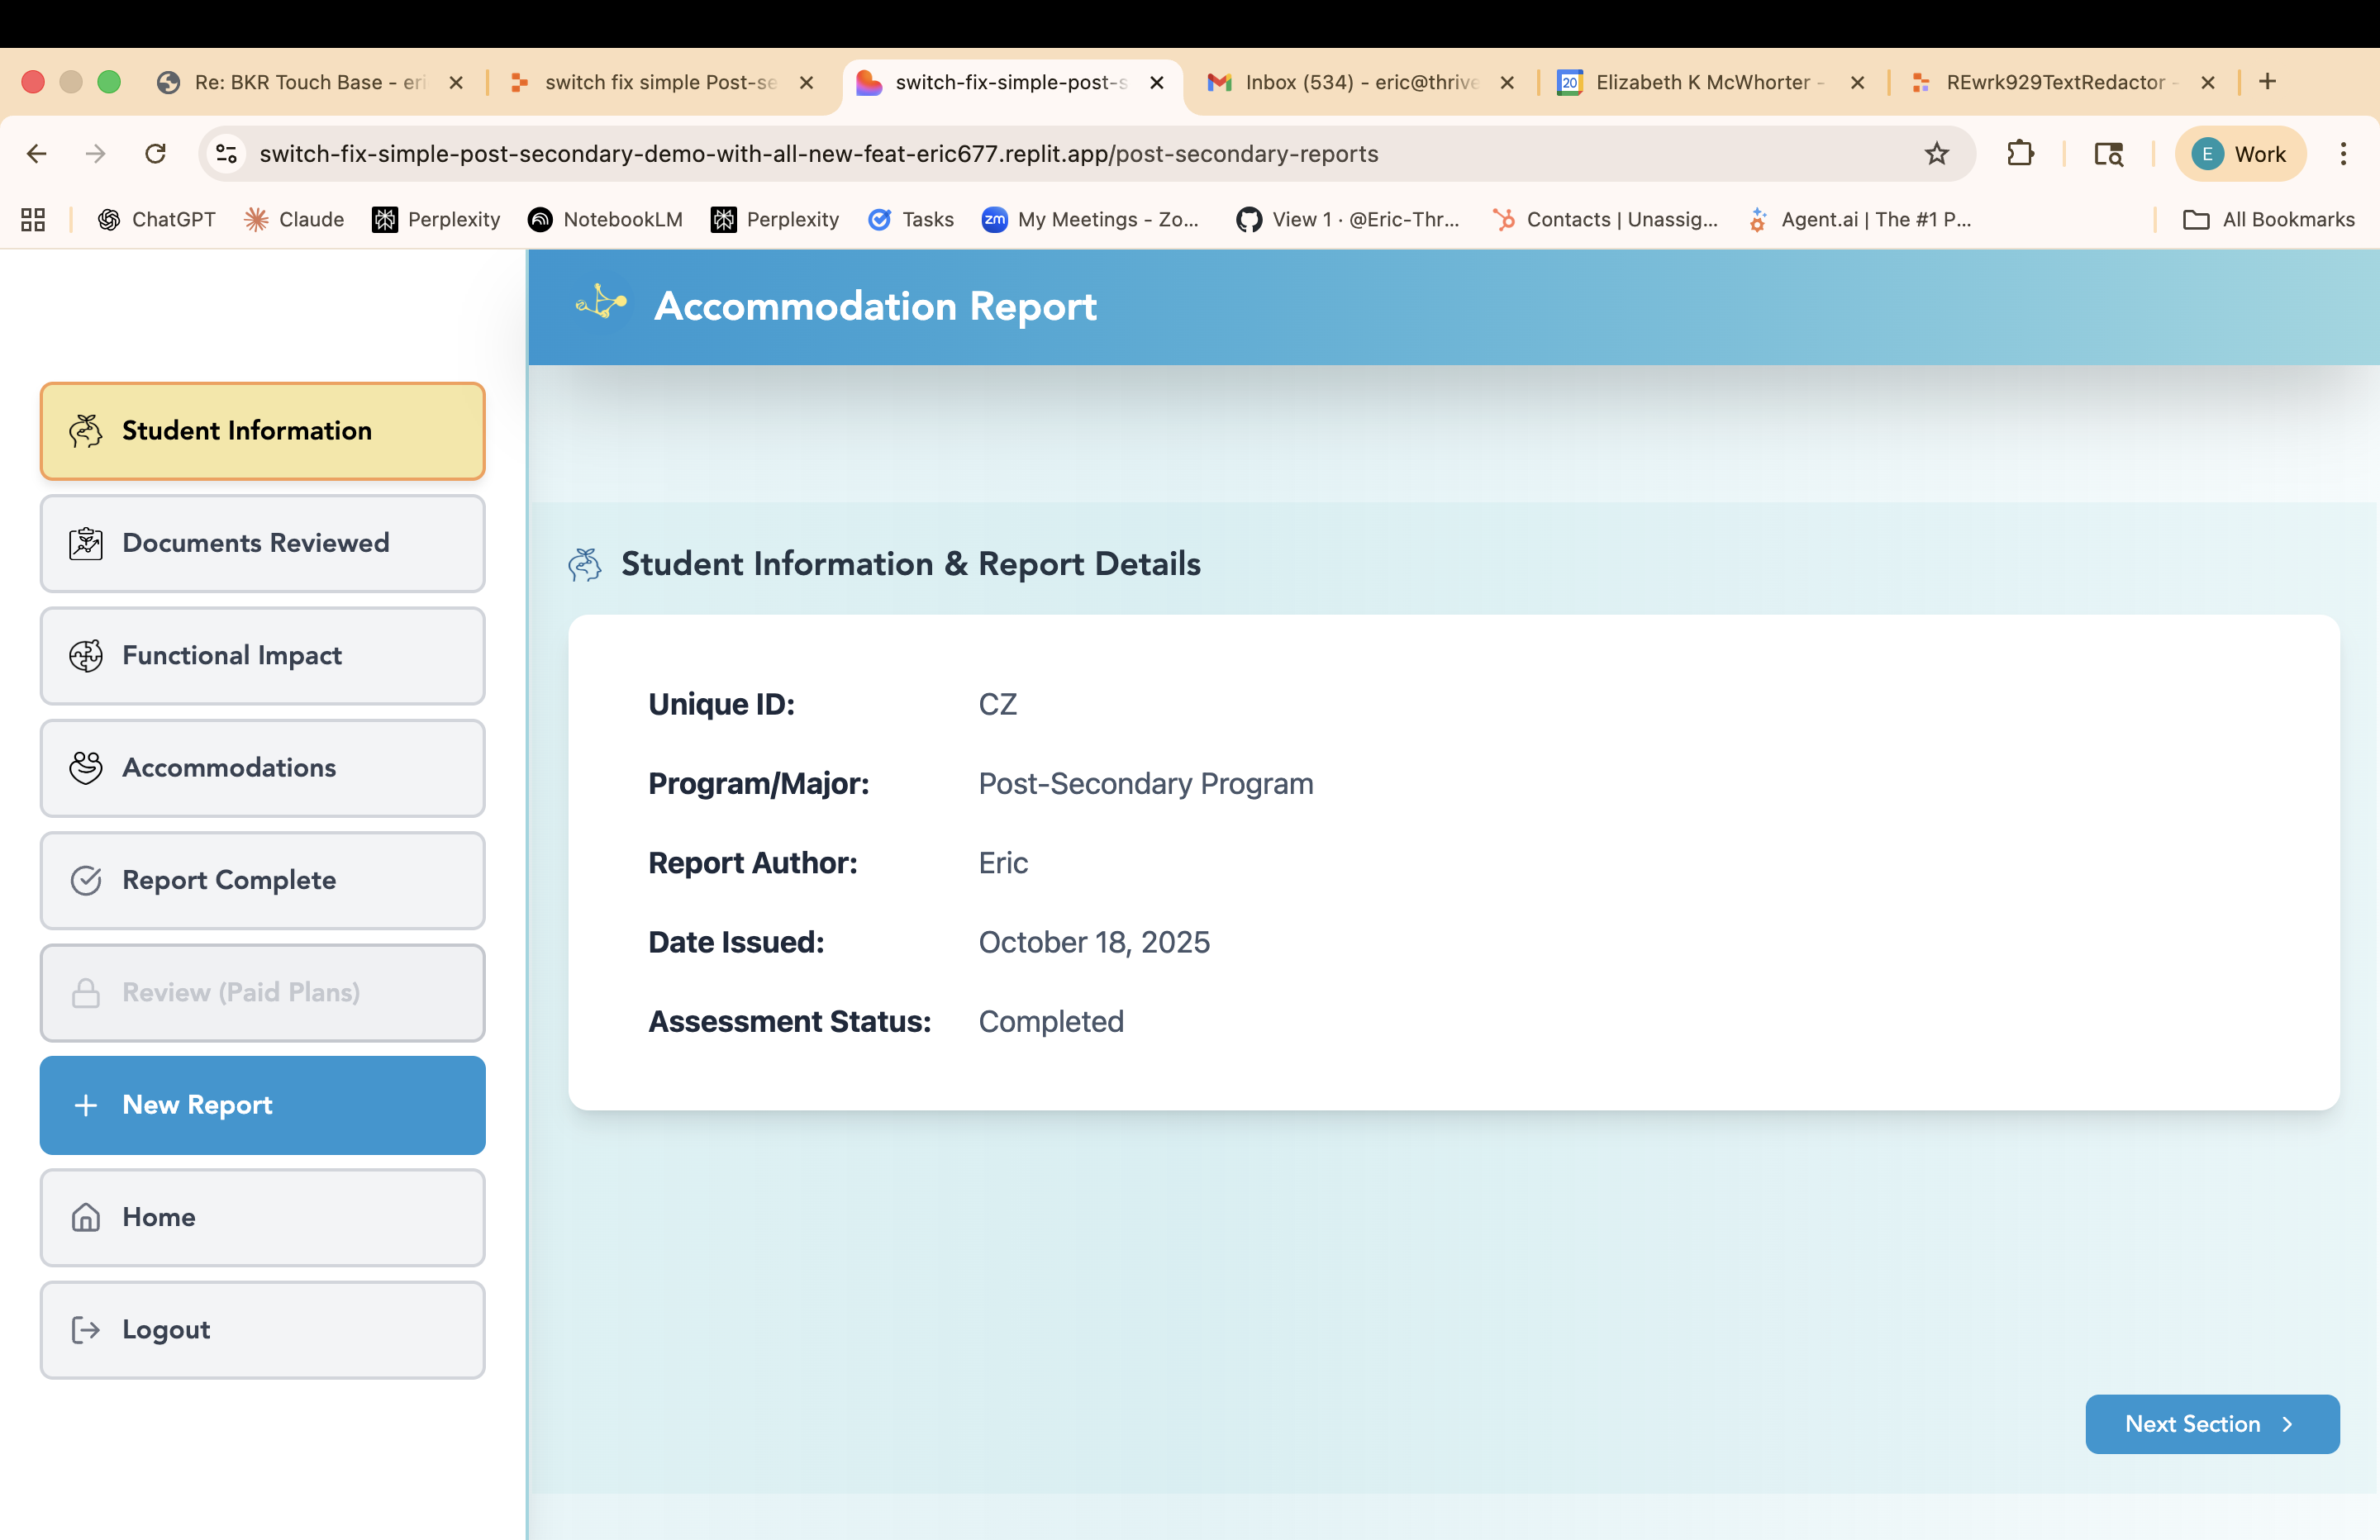 Re: BKR Touch Base - eri
switch fix simple Post-se
switch-fix-simple-post-s
Inbox (534) - eric@thrive
20
Elizabeth K McWhorter -
REwrk929TextRedactor -
switch-fix-simple-post-secondary-demo-with-all-new-feat-eric677.replit.app/post-secondary-reports
E
Work
ChatGPT
Claude
Perplexity
NotebookLM
Perplexity
Tasks
zm
My Meetings - Zo...
View 1 · @Eric-Thr...
Contacts | Unassig...
Agent.ai | The #1 P...
All Bookmarks
Accommodation Report
Student Information
Documents Reviewed
Functional Impact
Accommodations
Report Complete
Review (Paid Plans)
New Report
Home
Logout
Student Information & Report Details
Unique ID: CZ
Program/Major: Post-Secondary Program
Report Author: Eric
Date Issued: October 18, 2025
Assessment Status: Completed
Next Section